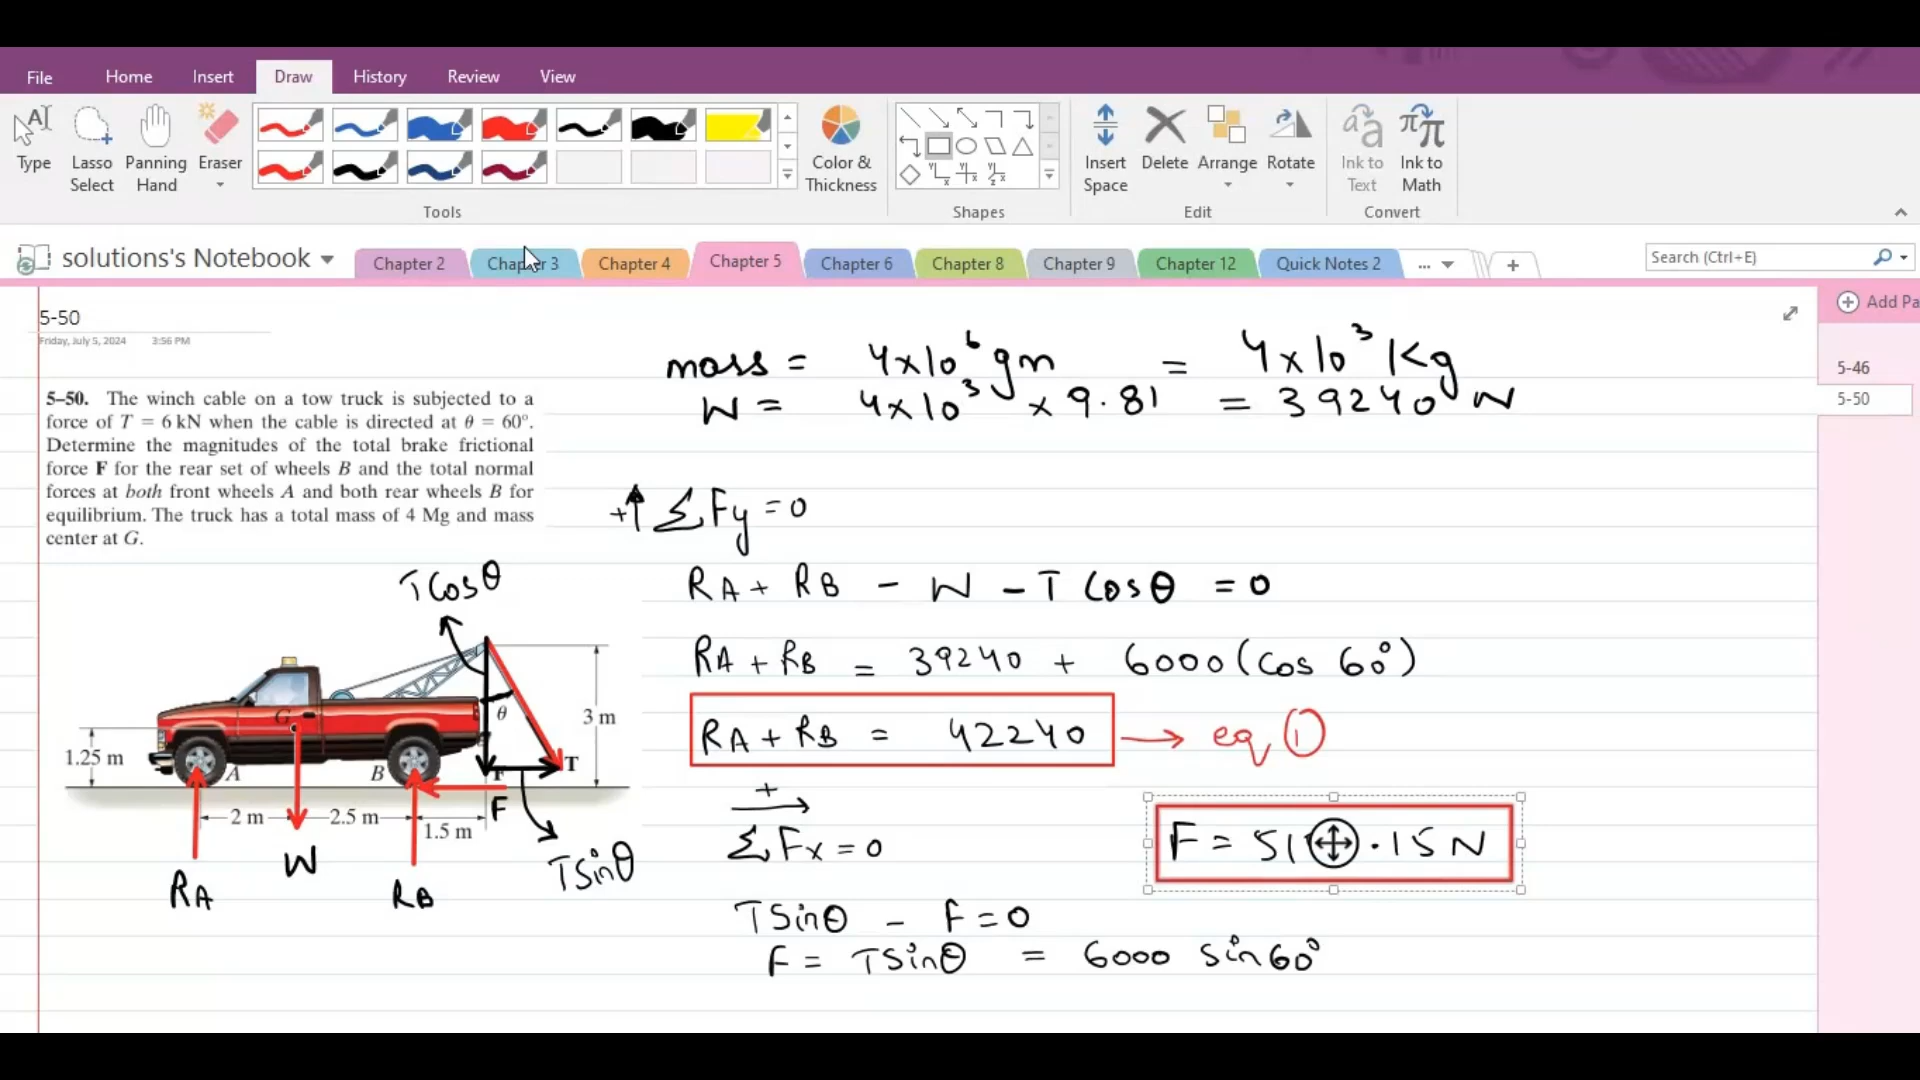 File Home Insert Draw History Review View
Type
Lasso Select
Panning Hand
Eraser
Color & Thickness
Insert Space
Delete
Arrange
Rotate
Ink to Text
Ink to Math
Tools
Shapes
Edit
Convert
solutions's Notebook
Chapter 2 Chapter 3 Chapter 4 Chapter 5 Chapter 6 Chapter 8 Chapter 9 Chapter 12 Quick Notes 2 ...
Search (Ctrl+E)
Add Pa
5-46
5-50
5-50
Friday, July 5, 2024 3:56 PM
5–50. The winch cable on a tow truck is subjected to a
force of T = 6 kN when the cable is directed at θ = 60°.
Determine the magnitudes of the total brake frictional
force F for the rear set of wheels B and the total normal
forces at both front wheels A and both rear wheels B for
equilibrium. The truck has a total mass of 4 Mg and mass
center at G.
TCosθ
G
θ
3 m
1.25 m
A
B
T
F
2 m
2.5 m
1.5 m
RA
W
RB
TSinθ
mass = 4x10^6 gm = 4x10^3 Kg
W = 4x10^3 x 9.81 = 39240 N
+↑ ΣFy = 0
RA + RB - W - T Cosθ = 0
RA + RB = 39240 + 6000 (Cos 60°)
RA + RB = 42240 → eq ①
+→
ΣFx = 0
F = 51 .15 N
TSinθ - F = 0
F = TSinθ = 6000 Sin60°